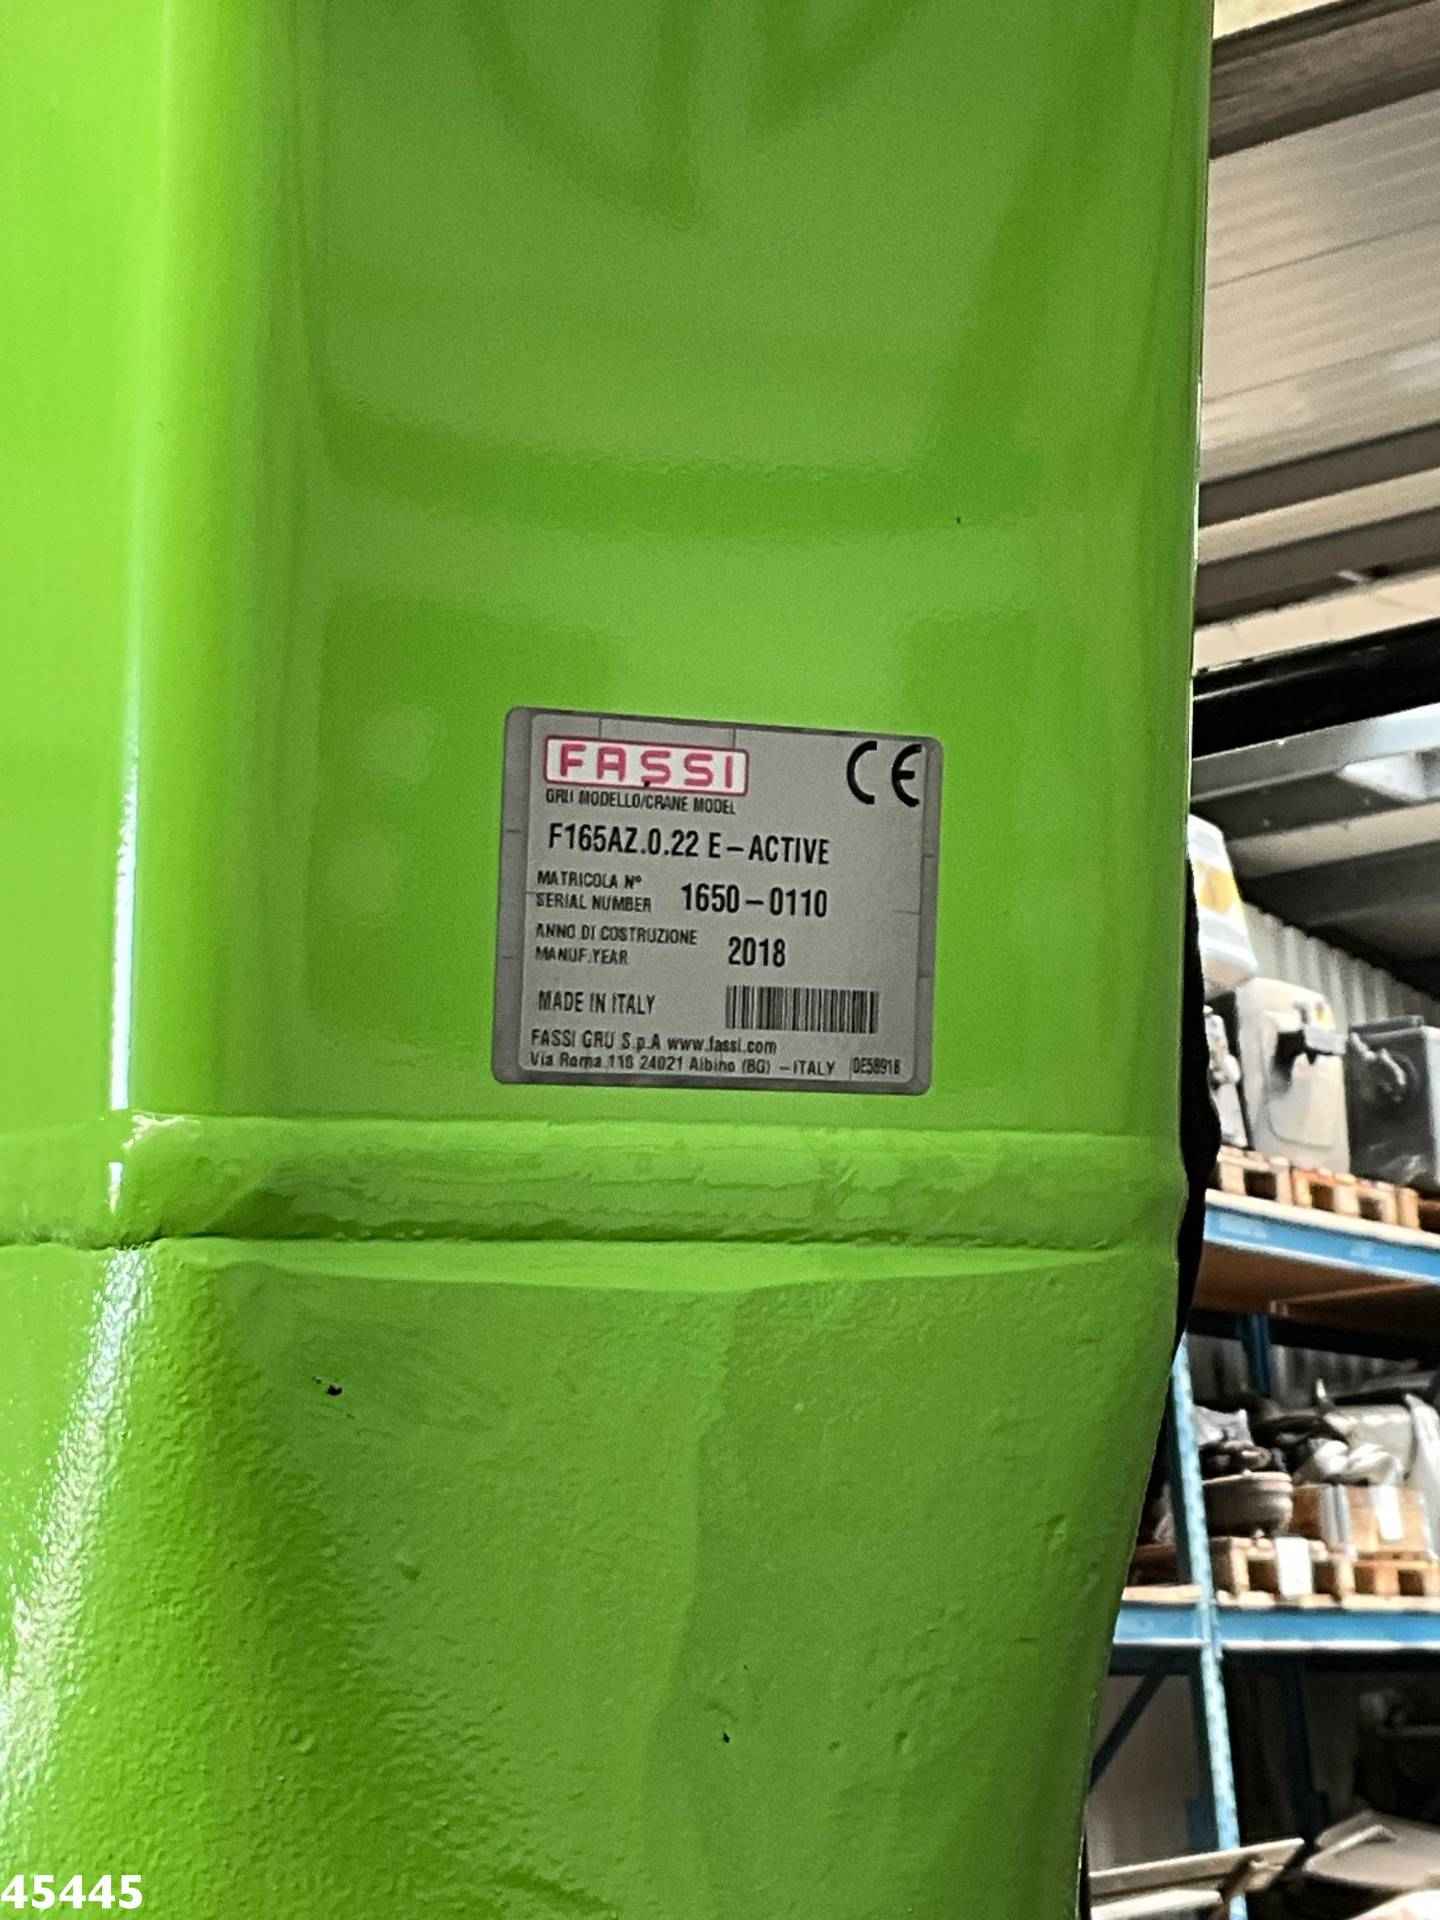 FASSI
CE
GRU MODELLO/CRANE MODEL
F165AZ.0.22 E-ACTIVE
MATRICOLA N°
SERIAL NUMBER 1650-0110
ANNO DI COSTRUZIONE
MANUF.YEAR 2018
MADE IN ITALY
FASSI GRU S.p.A www.fassi.com
Via Roma 110 24021 Albino (BG) -ITALY DE5891B
45445